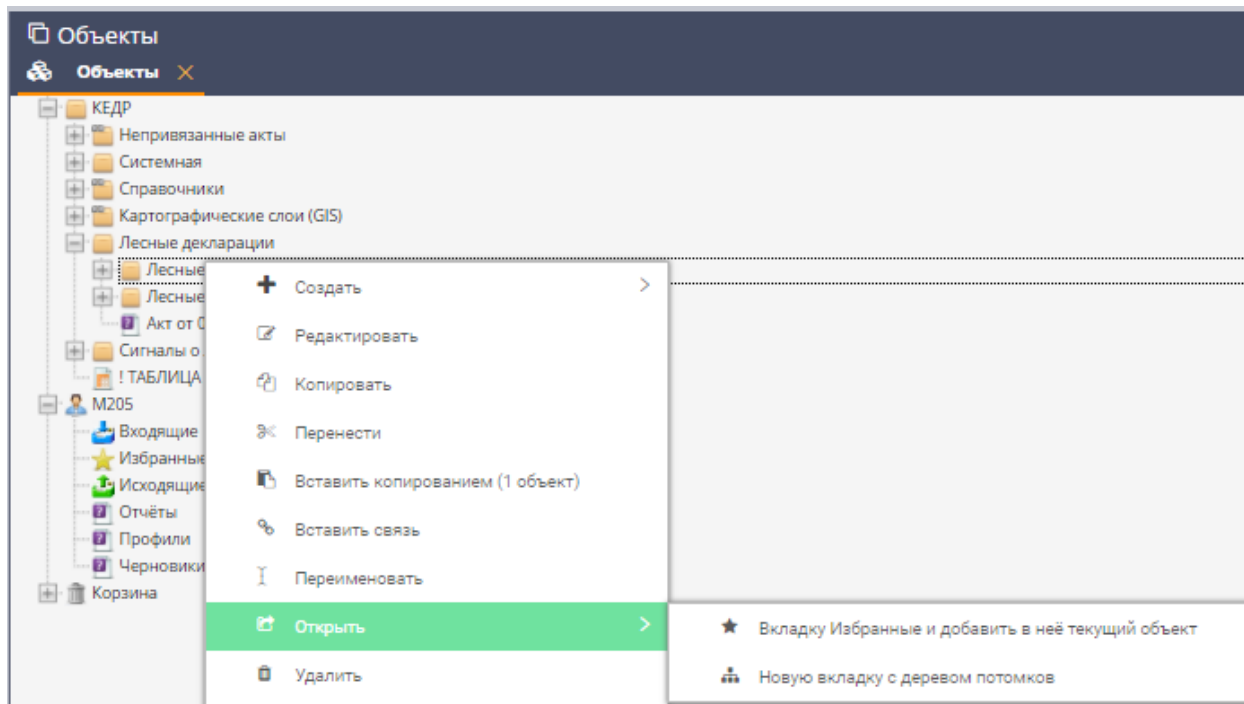 Объекты
Объекты
КЕДР
Непривязанные акты
Системная
Справочники
Картографические слои (GIS)
Лесные декларации
Лесные
Лесные
Акт от
Сигналы о
! ТАБЛИЦА
М205
Входящие
Избранные
Исходящие
Отчёты
Профили
Черновики
Корзина
Создать
Редактировать
Копировать
Перенести
Вставить копированием (1 объект)
Вставить связь
Переименовать
Открыть
Удалить
Вкладку Избранные и добавить в неё текущий объект
Новую вкладку с деревом потомков